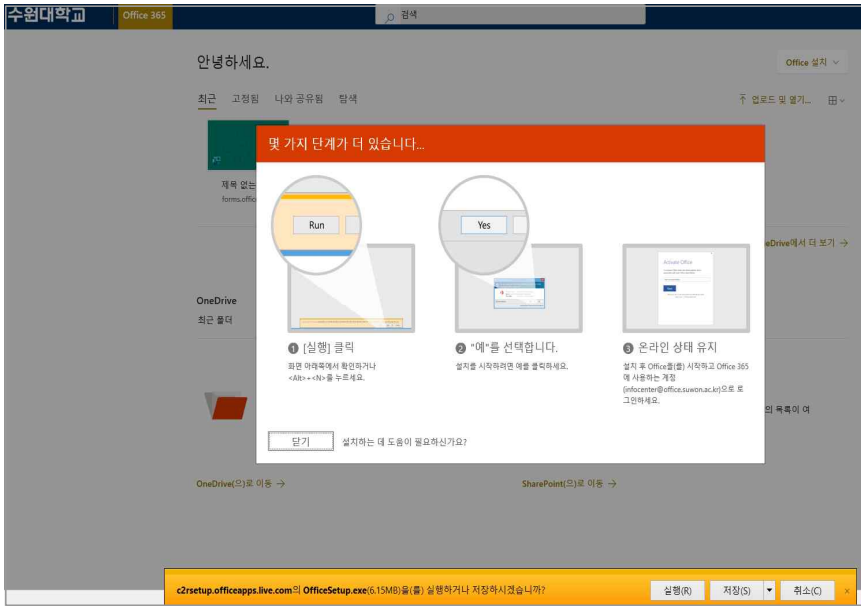 수원대학교
Office 365
검색
안녕하세요.
Office 설치
최근 고정됨 나와 공유됨 탐색
업로드 및 열기...
몇 가지 단계가 더 있습니다...
제목 없는
forms.offic
Run
Yes
Activate Office
eDrive에서 더 보기 →
OneDrive
최근 폴더
❶ [실행] 클릭
화면 아래쪽에서 확인하거나
<Alt>+<N>를 누르세요.
❷ "예"를 선택합니다.
설치를 시작하려면 예를 클릭하세요.
❸ 온라인 상태 유지
설치 후 Office을(를) 시작하고 Office 365
에 사용하는 계정
(infocenter@office.suwon.ac.kr)으로 로
그인하세요.
의 목록이 여
닫기
설치하는 데 도움이 필요하신가요?
OneDrive(으)로 이동 →
SharePoint(으)로 이동 →
c2rsetup.officeapps.live.com의 OfficeSetup.exe(6.15MB)을(를) 실행하거나 저장하시겠습니까?
실행(R)
저장(S)
취소(C)
×